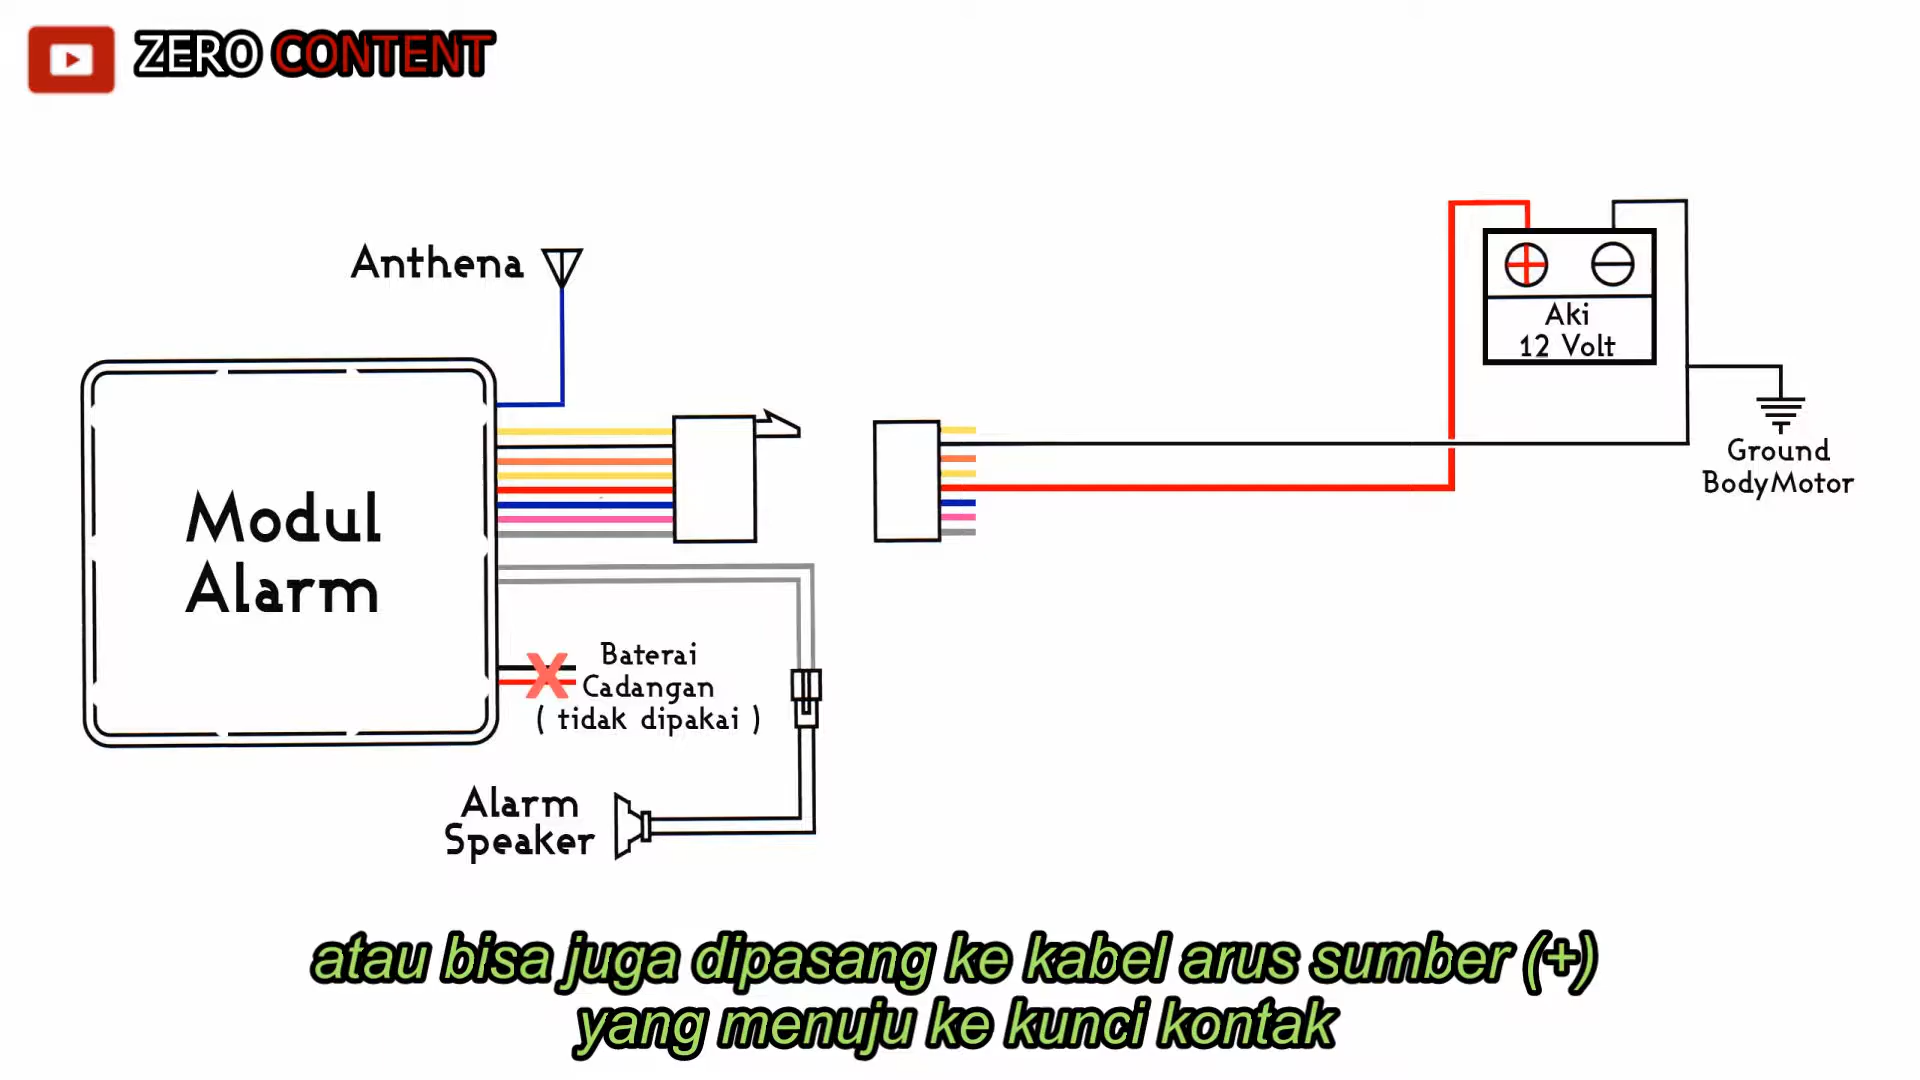 ZERO CONTENT
Anthena
Aki
12 Volt
Ground
BodyMotor
Modul
Alarm
Baterai
Cadangan
( tidak dipakai )
Alarm
Speaker
atau bisa juga dipasang ke kabel arus sumber (+)
yang menuju ke kunci kontak